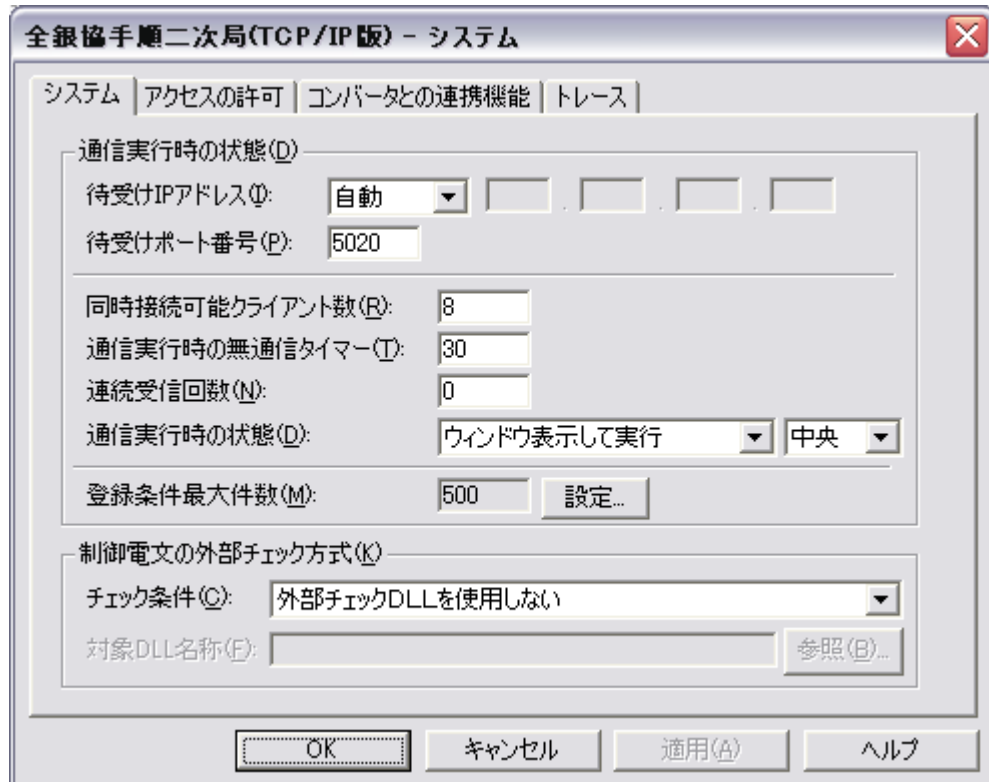 全銀協手順二次局(TCP/IP版) - システム
システム アクセスの許可 コンバータとの連携機能 トレース
通信実行時の状態(D)
待受けIPアドレス(I): 自動 . . .
待受けポート番号(P): 5020
同時接続可能クライアント数(R): 8
通信実行時の無通信タイマー(T): 30
連続受信回数(N): 0
通信実行時の状態(D): ウィンドウ表示して実行 中央
登録条件最大件数(M): 500 設定...
制御電文の外部チェック方式(K)
チェック条件(C): 外部チェックDLLを使用しない
対象DLL名称(F): 参照(B)...
OK キャンセル 適用(A) ヘルプ